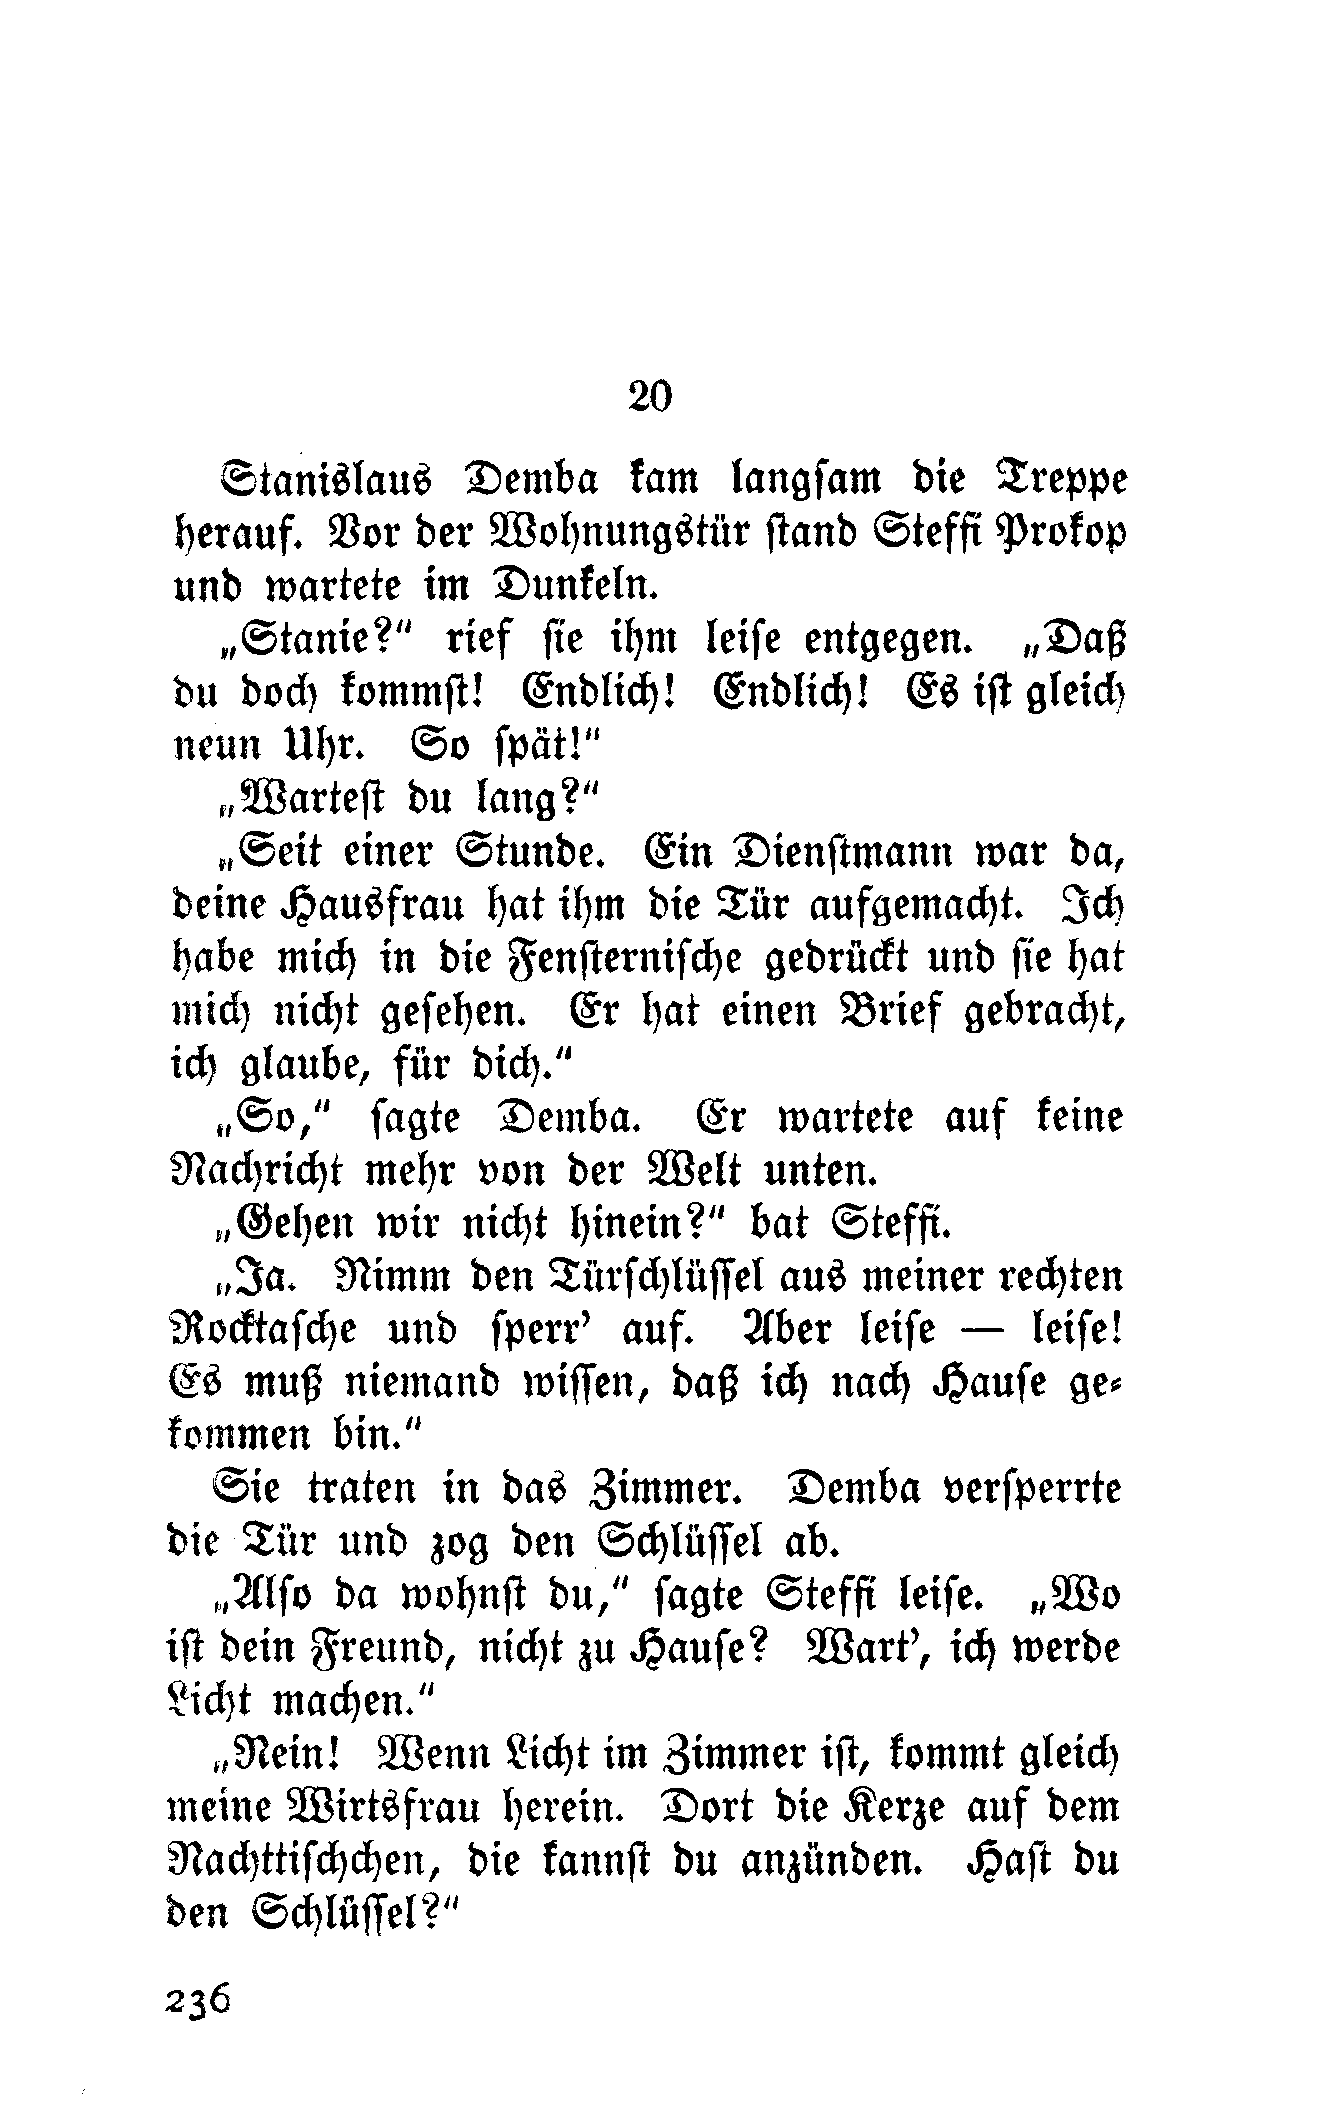 20
Stanislaus Demba kam langsam die Treppe
herauf. Vor der Wohnungstür stand Steffi Prokop
und wartete im Dunkeln.
„Stanie?“ rief sie ihm leise entgegen. „Daß
du doch kommst! Endlich! Endlich! Es ist gleich
neun Uhr. So spät!“
„Wartest du lang?“
„Seit einer Stunde. Ein Dienstmann war da,
deine Hausfrau hat ihm die Tür aufgemacht. Ich
habe mich in die Fensternische gedrückt und sie hat
mich nicht gesehen. Er hat einen Brief gebracht,
ich glaube, für dich.“
„So,“ sagte Demba. Er wartete auf keine
Nachricht mehr von der Welt unten.
„Gehen wir nicht hinein?“ bat Steffi.
„Ja. Nimm den Türschlüssel aus meiner rechten
Rocktasche und sperr’ auf. Aber leise — leise!
Es muß niemand wissen, daß ich nach Hause ge-
kommen bin.“
Sie traten in das Zimmer. Demba versperrte
die Tür und zog den Schlüssel ab.
„Also da wohnst du,“ sagte Steffi leise. „Wo
ist dein Freund, nicht zu Hause? Wart’, ich werde
Licht machen.“
„Nein! Wenn Licht im Zimmer ist, kommt gleich
meine Wirtsfrau herein. Dort die Kerze auf dem
Nachttischchen, die kannst du anzünden. Hast du
den Schlüssel?“
236